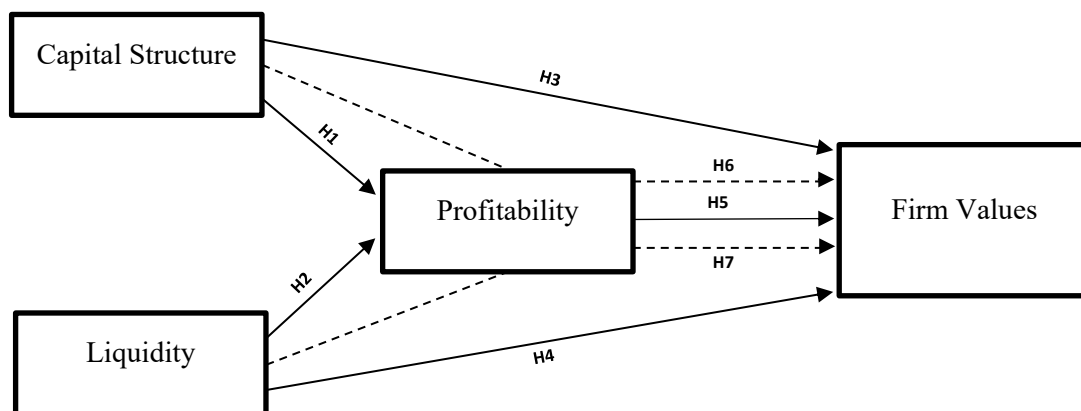 Capital Structure
H3
H1
H6
Profitability
H5
Firm Values
H7
H2
Liquidity
H4